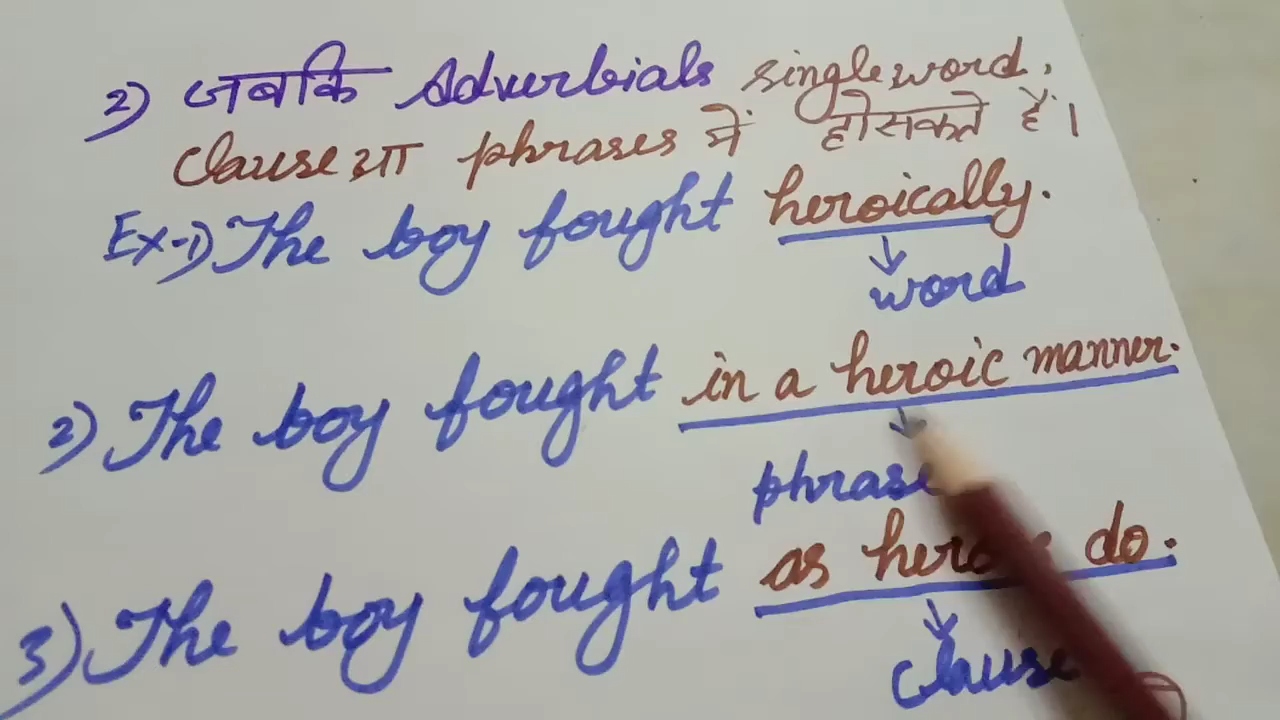 2) जबकि Adverbials single word,
clause या phrases में हो सकते हैं।
Ex-1) The boy fought heroically.
word
2) The boy fought in a heroic manner.
phrase
3) The boy fought as heroes do.
clause